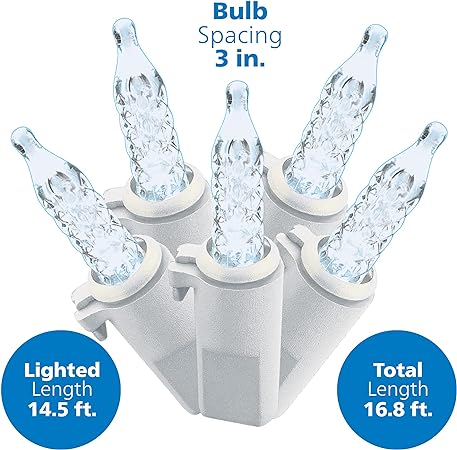 Bulb
Spacing
3 in.
Lighted
Length
14.5 ft.
Total
Length
16.8 ft.